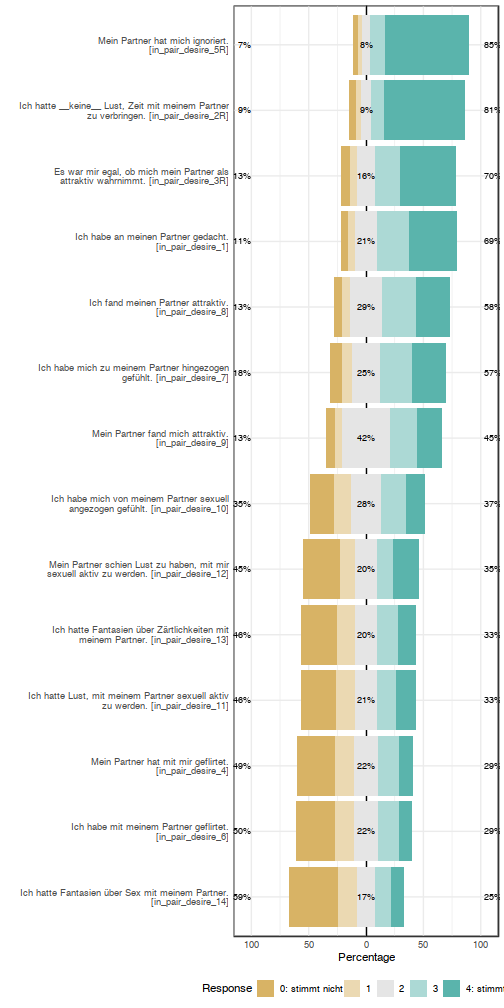 Mein Partner hat mich ignoriert.
[in_pair_desire_5R]
7% 8% 85%
Ich hatte __keine__ Lust, Zeit mit meinem Partner
zu verbringen. [in_pair_desire_2R]
9% 9% 81%
Es war mir egal, ob mich mein Partner als
attraktiv wahrnimmt. [in_pair_desire_3R]
13% 16% 70%
Ich habe an meinen Partner gedacht.
[in_pair_desire_1]
11% 21% 69%
Ich fand meinen Partner attraktiv.
[in_pair_desire_8]
13% 29% 58%
Ich habe mich zu meinem Partner hingezogen
gefühlt. [in_pair_desire_7]
18% 25% 57%
Mein Partner fand mich attraktiv.
[in_pair_desire_9]
13% 42% 45%
Ich habe mich von meinem Partner sexuell
angezogen gefühlt. [in_pair_desire_10]
35% 28% 37%
Mein Partner schien Lust zu haben, mit mir
sexuell aktiv zu werden. [in_pair_desire_12]
45% 20% 35%
Ich hatte Fantasien über Zärtlichkeiten mit
meinem Partner. [in_pair_desire_13]
46% 20% 33%
Ich hatte Lust, mit meinem Partner sexuell aktiv
zu werden. [in_pair_desire_11]
46% 21% 33%
Mein Partner hat mit mir geflirtet.
[in_pair_desire_4]
49% 22% 29%
Ich habe mit meinem Partner geflirtet.
[in_pair_desire_6]
50% 22% 29%
Ich hatte Fantasien über Sex mit meinem Partner.
[in_pair_desire_14]
59% 17% 25%
100 50 0 50 100
Percentage
Response 0: stimmt nicht 1 2 3 4: stimmt